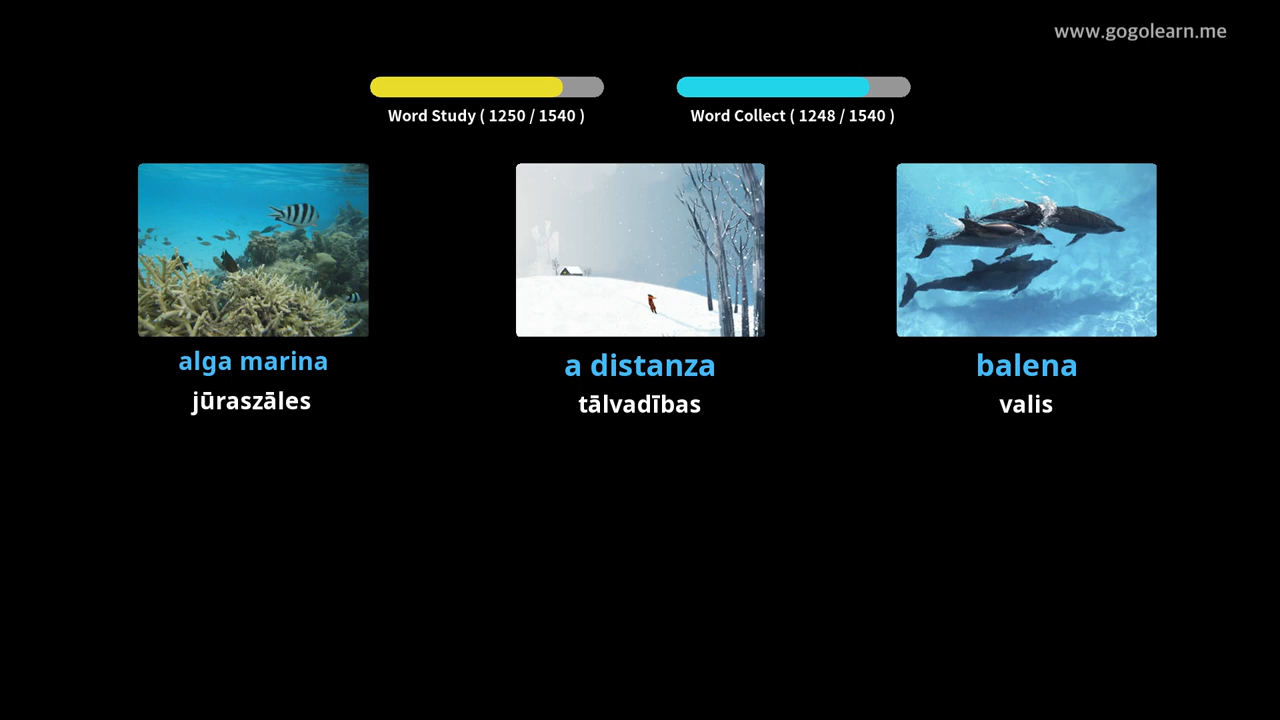 www.gogolearn.me
Word Study ( 1250 / 1540 )
Word Collect ( 1248 / 1540 )
alga marina
jūraszāles
a distanza
tālvadības
balena
valis